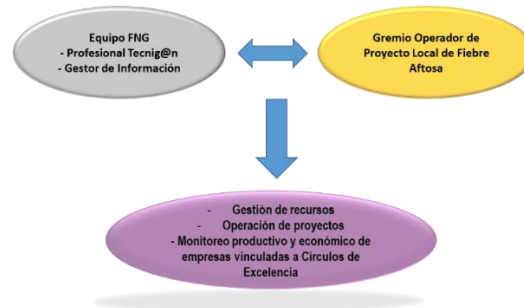 Equipo FNG
- Profesional Tecnig@n
- Gestor de Información
Gremio Operador de
Proyecto Local de Fiebre
Aftosa
- Gestión de recursos
- Operación de proyectos
- Monitoreo productivo y económico de
empresas vinculadas a Circulos de
Excelencia